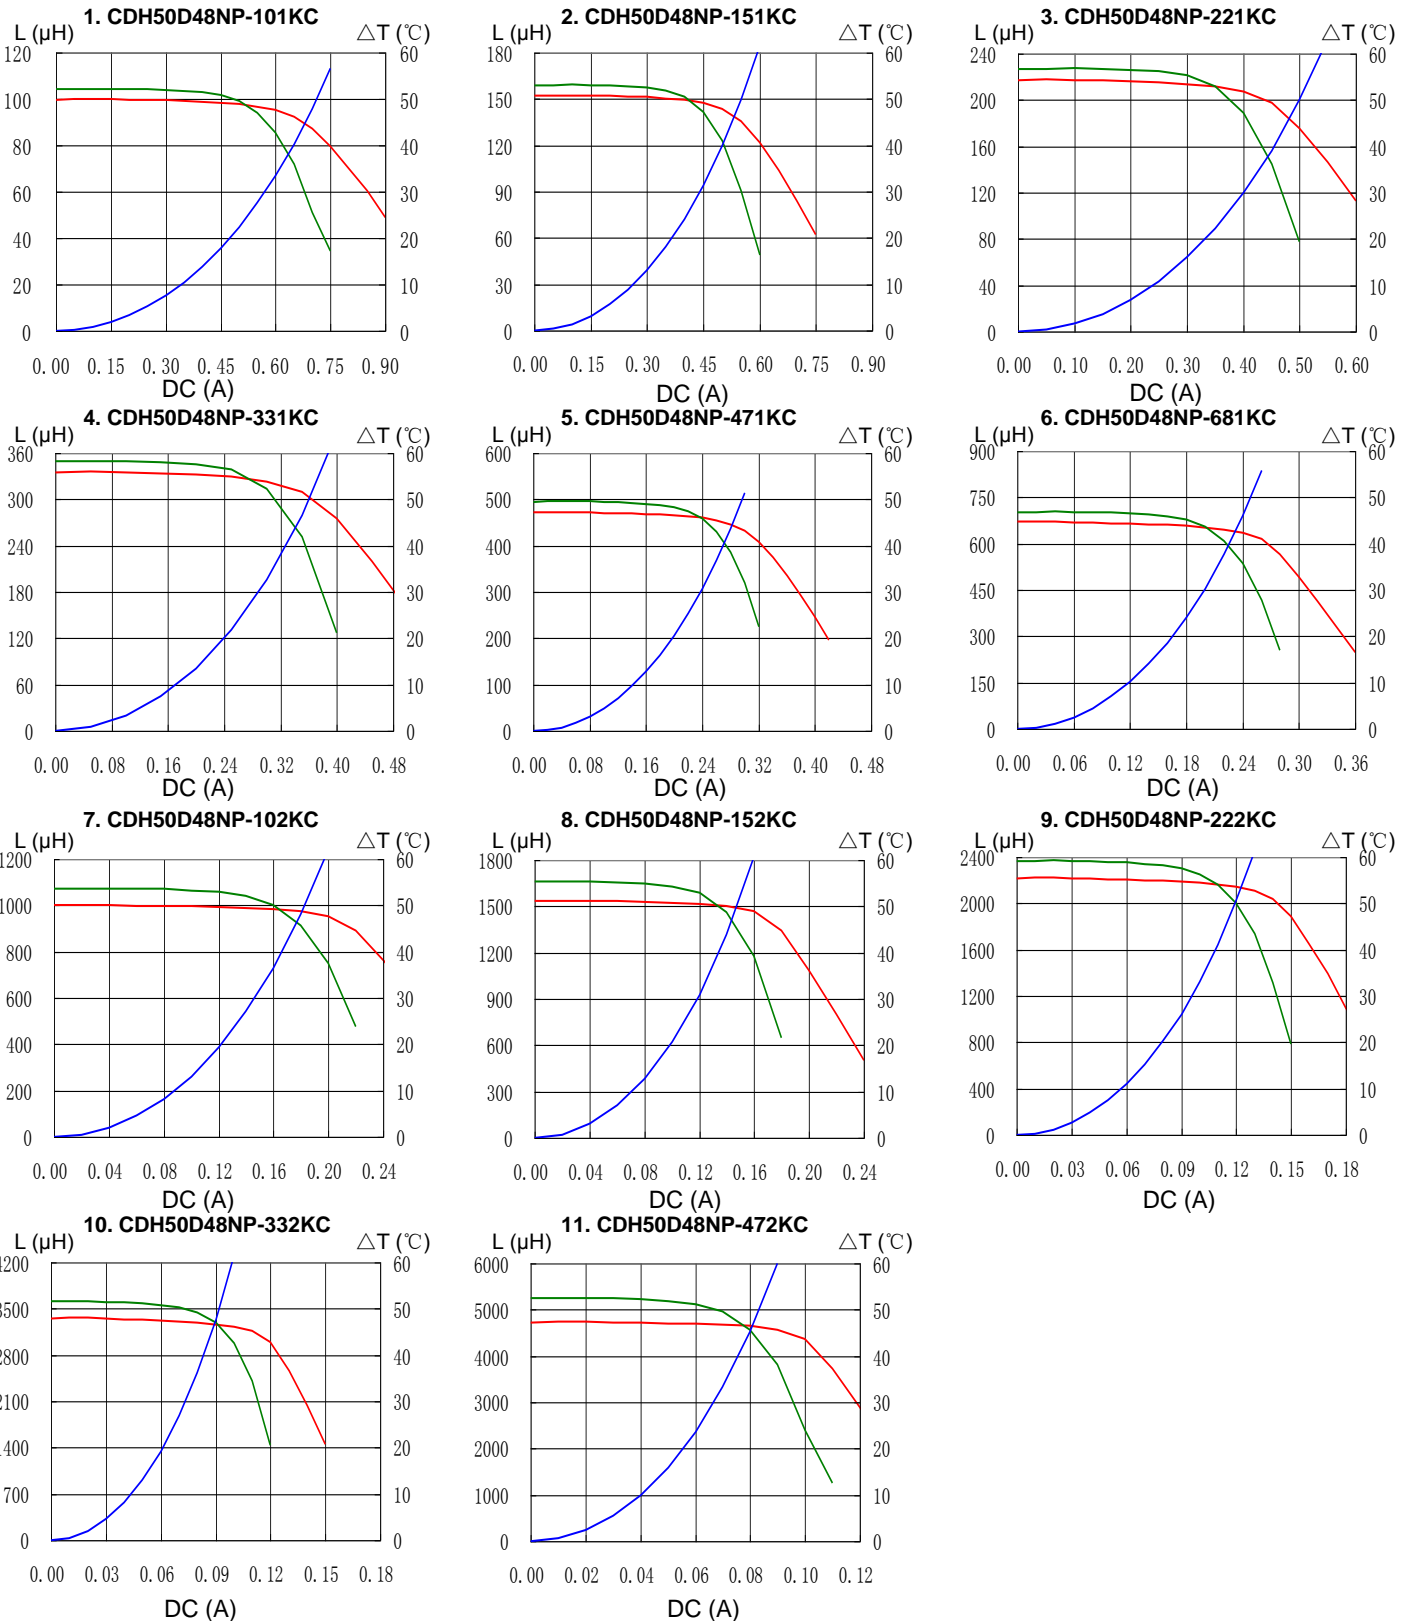 1. CDH50D48NP-101KC
L (μH)
△T (℃)
120
100
80
60
40
20
0
60
50
40
30
20
10
0
0.00 0.15 0.30 0.45 0.60 0.75 0.90
DC (A)
2. CDH50D48NP-151KC
L (μH)
△T (℃)
180
150
120
90
60
30
0
60
50
40
30
20
10
0
0.00 0.15 0.30 0.45 0.60 0.75 0.90
DC (A)
3. CDH50D48NP-221KC
L (μH)
△T (℃)
240
200
160
120
80
40
0
60
50
40
30
20
10
0
0.00 0.10 0.20 0.30 0.40 0.50 0.60
DC (A)
4. CDH50D48NP-331KC
L (μH)
△T (℃)
360
300
240
180
120
60
0
60
50
40
30
20
10
0
0.00 0.08 0.16 0.24 0.32 0.40 0.48
DC (A)
5. CDH50D48NP-471KC
L (μH)
△T (℃)
600
500
400
300
200
100
0
60
50
40
30
20
10
0
0.00 0.08 0.16 0.24 0.32 0.40 0.48
DC (A)
6. CDH50D48NP-681KC
L (μH)
△T (℃)
900
750
600
450
300
150
0
60
50
40
30
20
10
0
0.00 0.06 0.12 0.18 0.24 0.30 0.36
DC (A)
7. CDH50D48NP-102KC
L (μH)
△T (℃)
1200
1000
800
600
400
200
0
60
50
40
30
20
10
0
0.00 0.04 0.12 0.16 0.20 0.24
DC (A)
8. CDH50D48NP-152KC
L (μH)
△T (℃)
1800
1500
1200
900
600
300
0
60
50
40
30
20
10
0
0.00 0.04 0.08 0.12 0.16 0.20 0.24
DC (A)
9. CDH50D48NP-222KC
L (μH)
△T (℃)
2400
2000
1600
1200
800
400
0
60
50
40
30
20
10
0
0.00 0.03 0.06 0.09 0.12 0.15 0.18
DC (A)
10. CDH50D48NP-332KC
L (μH)
△T (℃)
4200
3500
2800
2100
1400
700
0
60
50
40
30
20
10
0
0.00 0.03 0.06 0.09 0.12 0.15 0.18
DC (A)
11. CDH50D48NP-472KC
L (μH)
△T (℃)
6000
5000
4000
3000
2000
1000
0
60
50
40
30
20
10
0
0.00 0.02 0.04 0.06 0.08 0.10 0.12
DC (A)